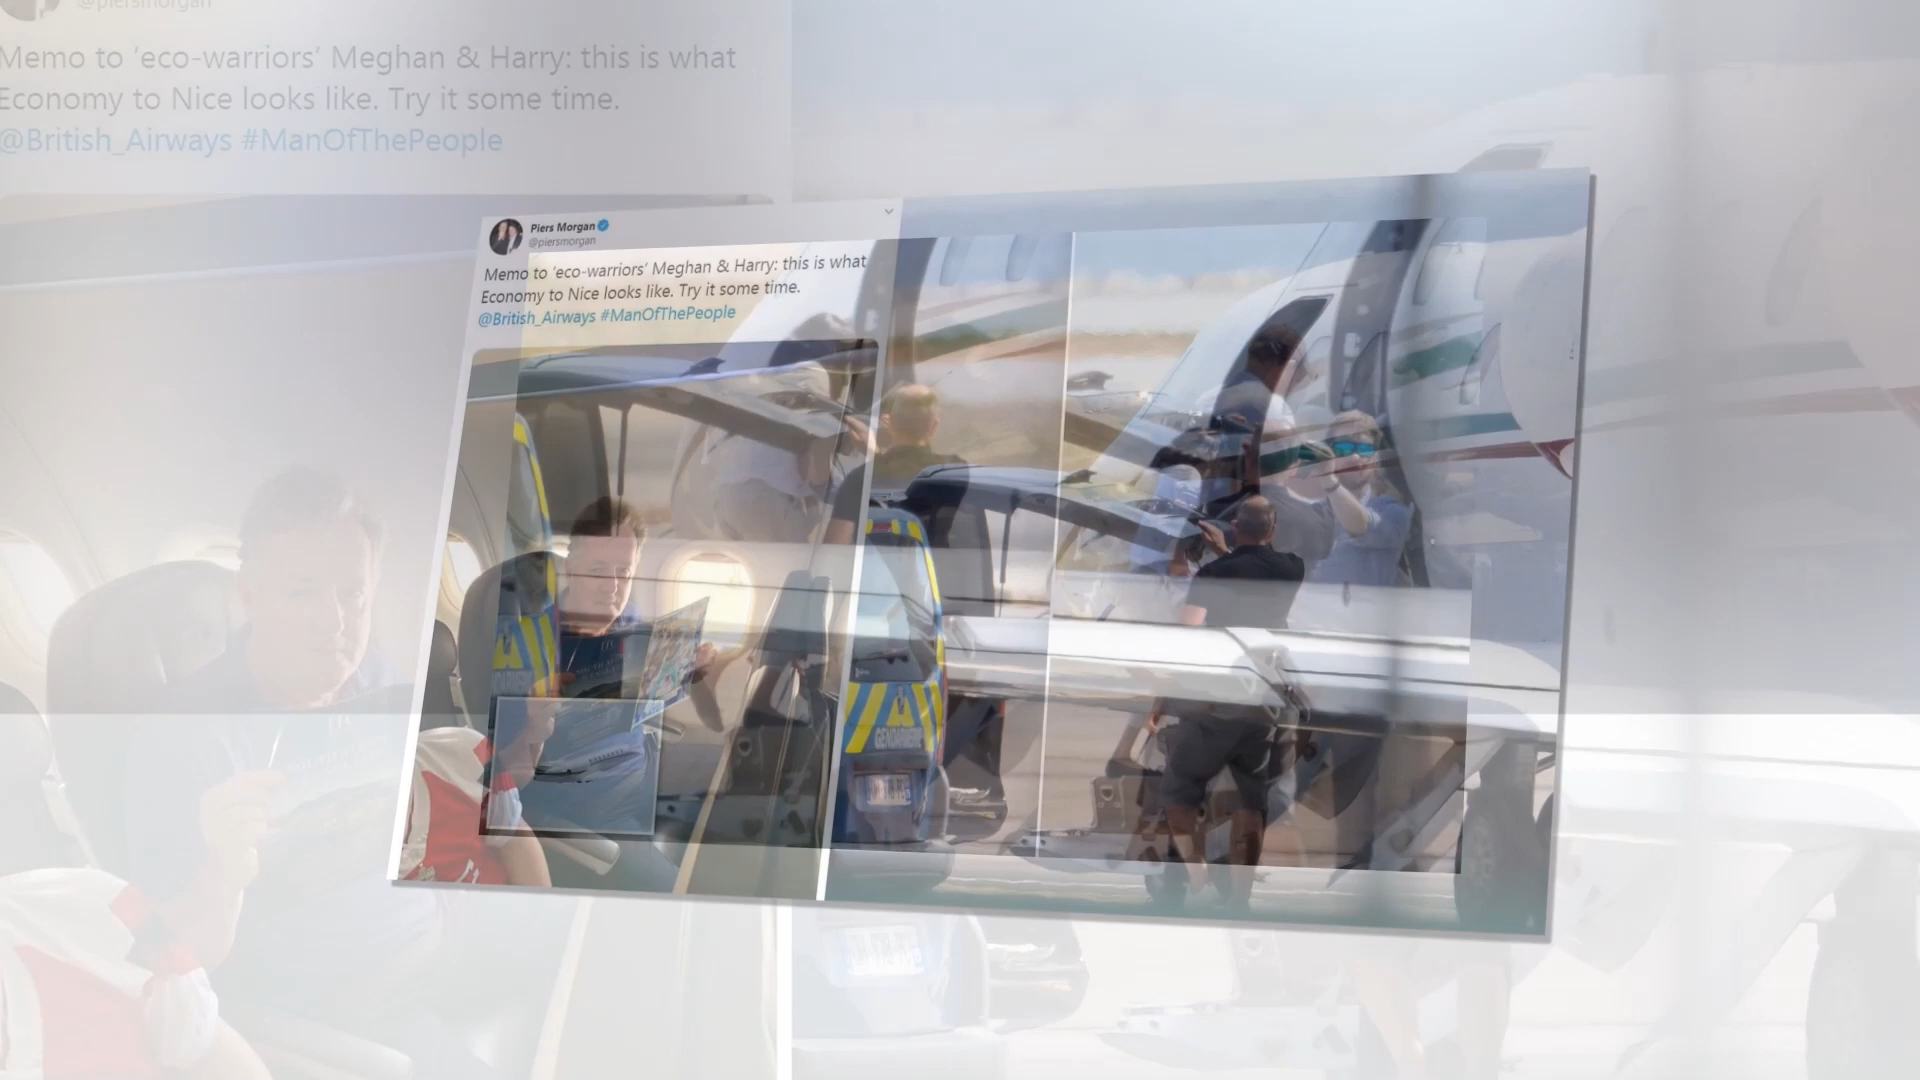 @piersmorgan
Memo to ‘eco-warriors’ Meghan & Harry: this is what
Economy to Nice looks like. Try it some time.
@British_Airways #ManOfThePeople
Piers Morgan
@piersmorgan
Memo to ‘eco-warriors’ Meghan & Harry: this is what
Economy to Nice looks like. Try it some time.
@British_Airways #ManOfThePeople
GENDARMERIE